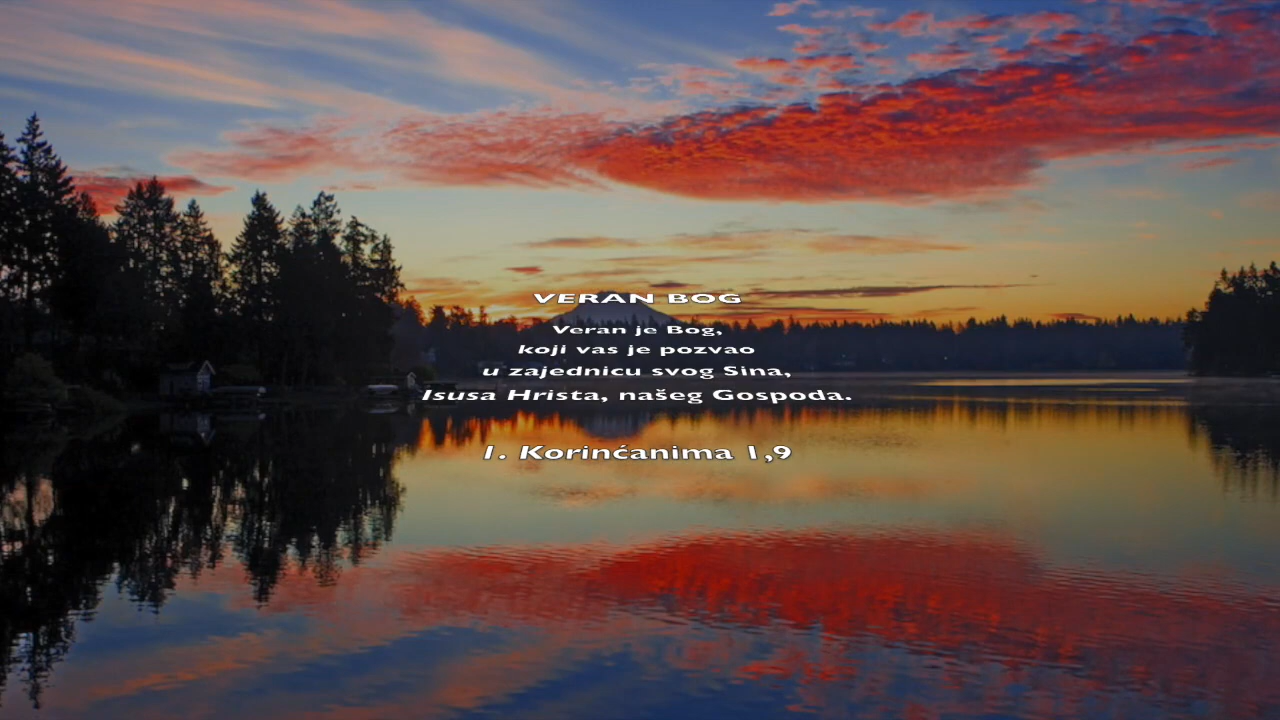 VERAN BOG
Veran je Bog,
koji vas je pozvao
u zajednicu svog Sina,
Isusa Hrista, našeg Gospoda.
1. Korinćanima 1,9